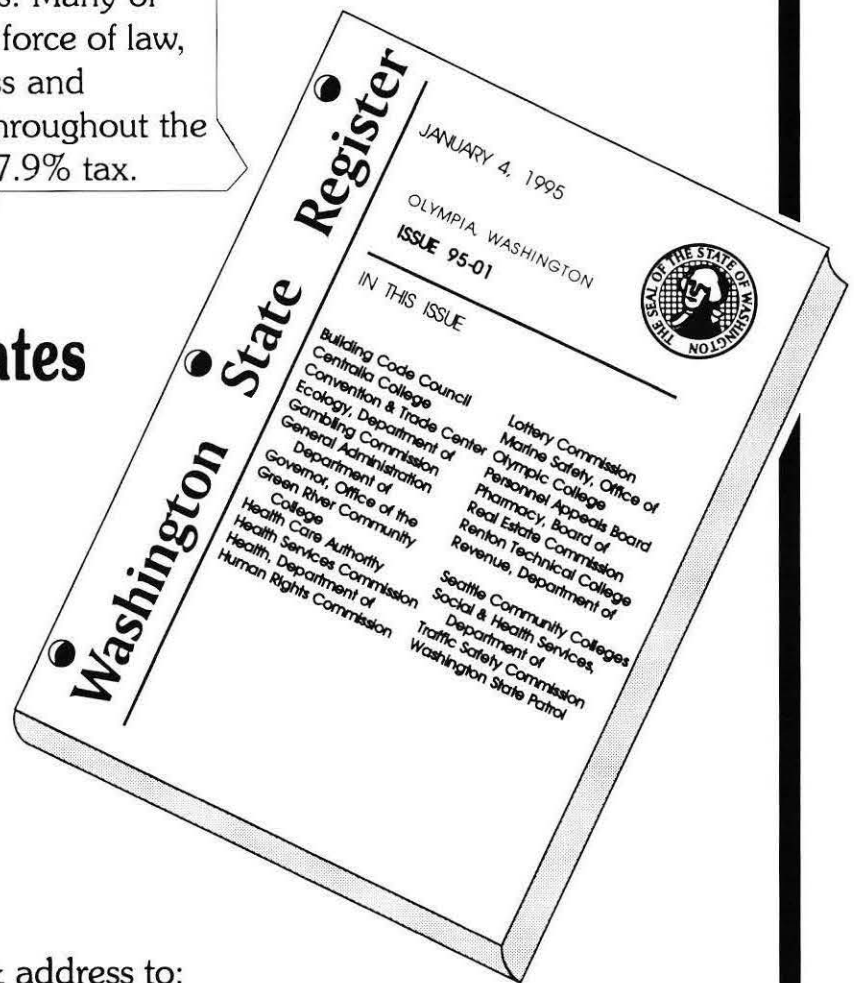 s. Many of
force of law,
ss and
hroughout the
7.9% tax.
ates
Washington State Register
JANUARY 4, 1995
OLYMPIA, WASHINGTON
ISSUE 95-01
IN THIS ISSUE
THE SEAL OF THE STATE OF WASHINGTON
Building Code Council
Centralia College
Convention & Trade Center
Ecology, Department of
Gambling Commission
General Administration
Department of
Governor, Office of the
Green River Community
College
Health Care Authority
Health Services Commission
Health, Department of
Human Rights Commission
Lottery Commission
Marine Safety, Office of
Olympic College
Personnel Appeals Board
Pharmacy, Board of
Real Estate Commission
Renton Technical College
Revenue, Department of
Seattle Community Colleges
Social & Health Services,
Department of
Traffic Safety Commission
Washington State Patrol
address to: